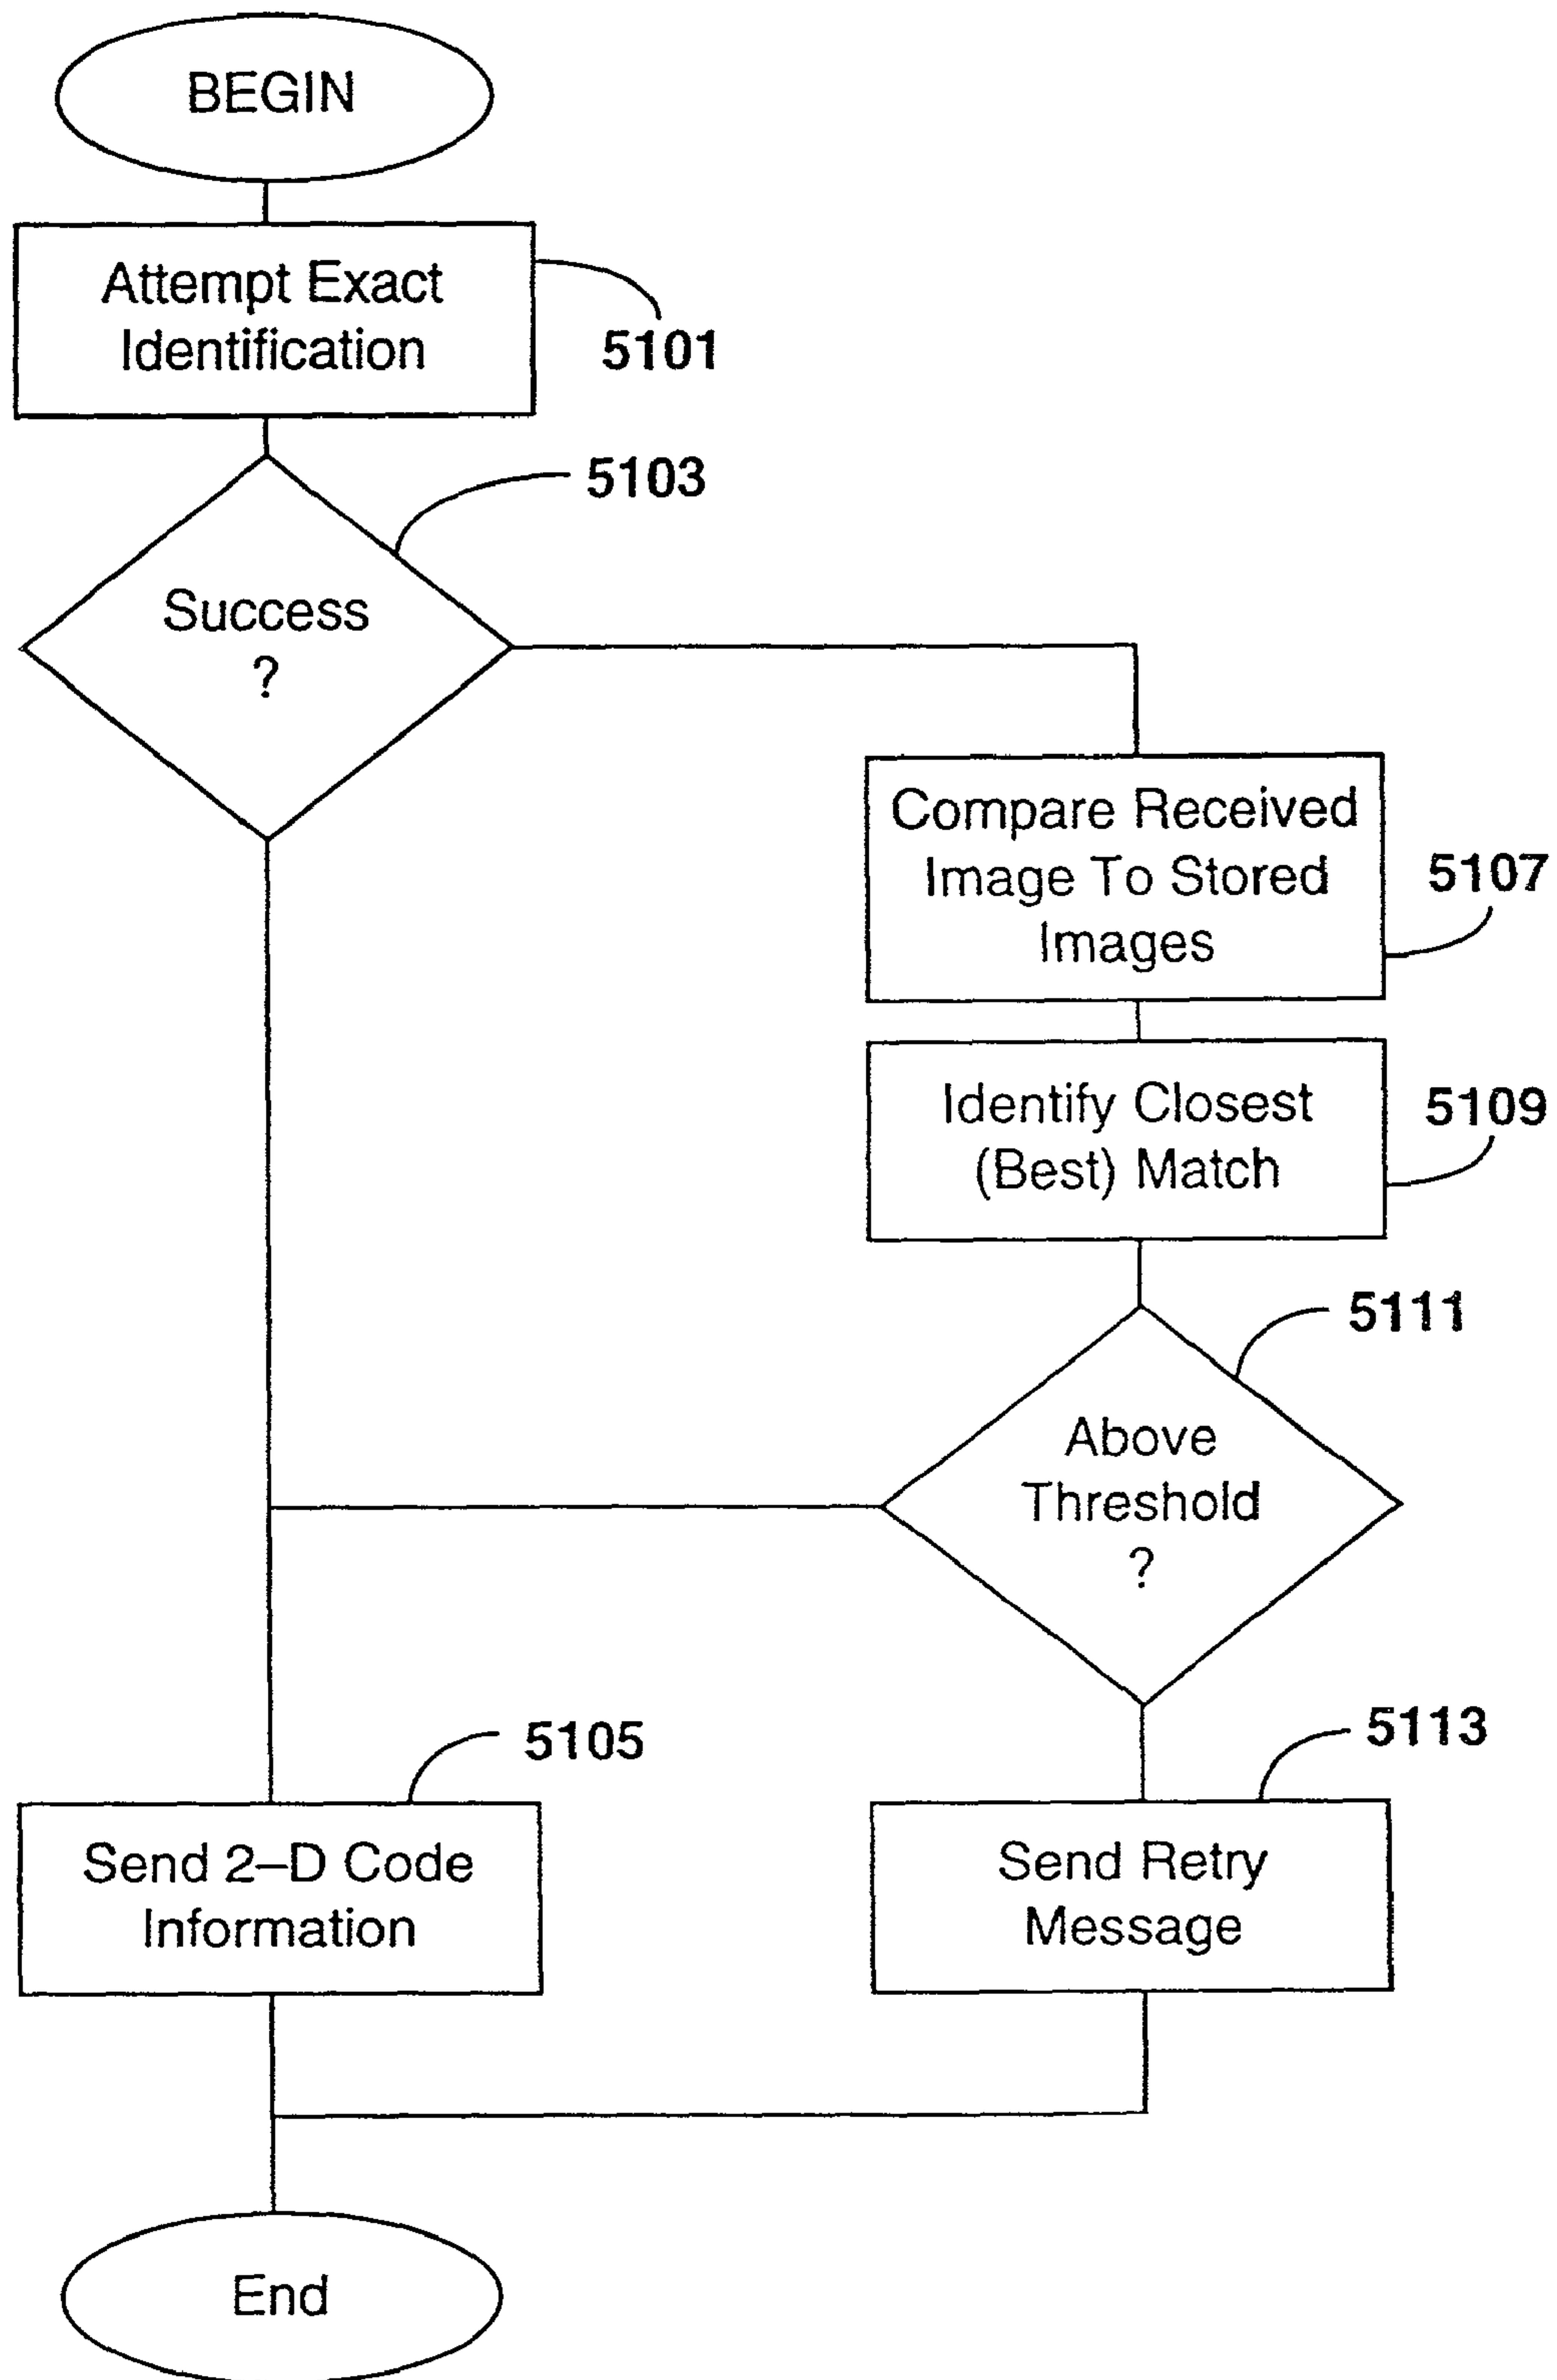 BEGIN
Attempt Exact
Identification
5101
5103
Success
?
Compare Received
Image To Stored
Images
5107
Identify Closest
(Best) Match
5109
5111
Above
Threshold
?
5105
Send 2–D Code
Information
5113
Send Retry
Message
End